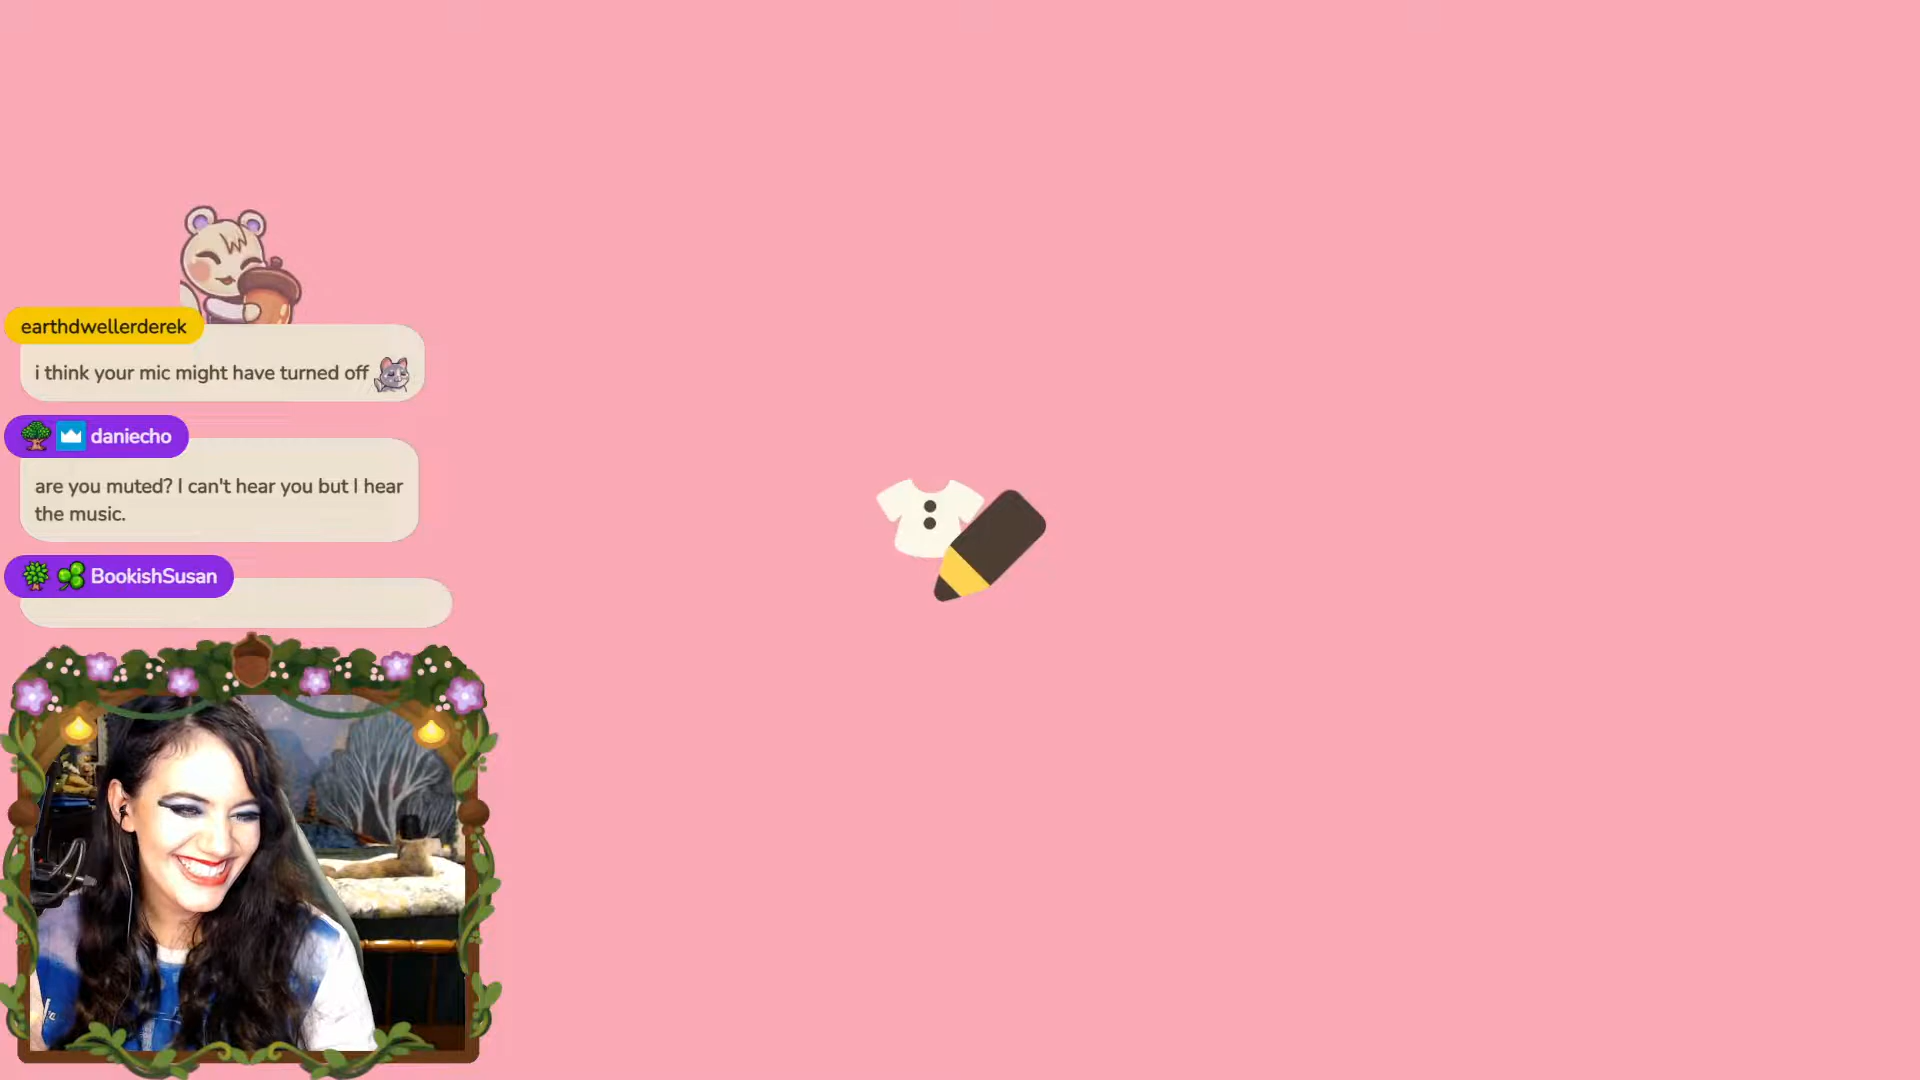 earthdwellerderek
i think your mic might have turned off
daniecho
are you muted? I can't hear you but I hear
the music.
BookishSusan